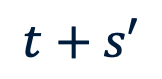 t + s′